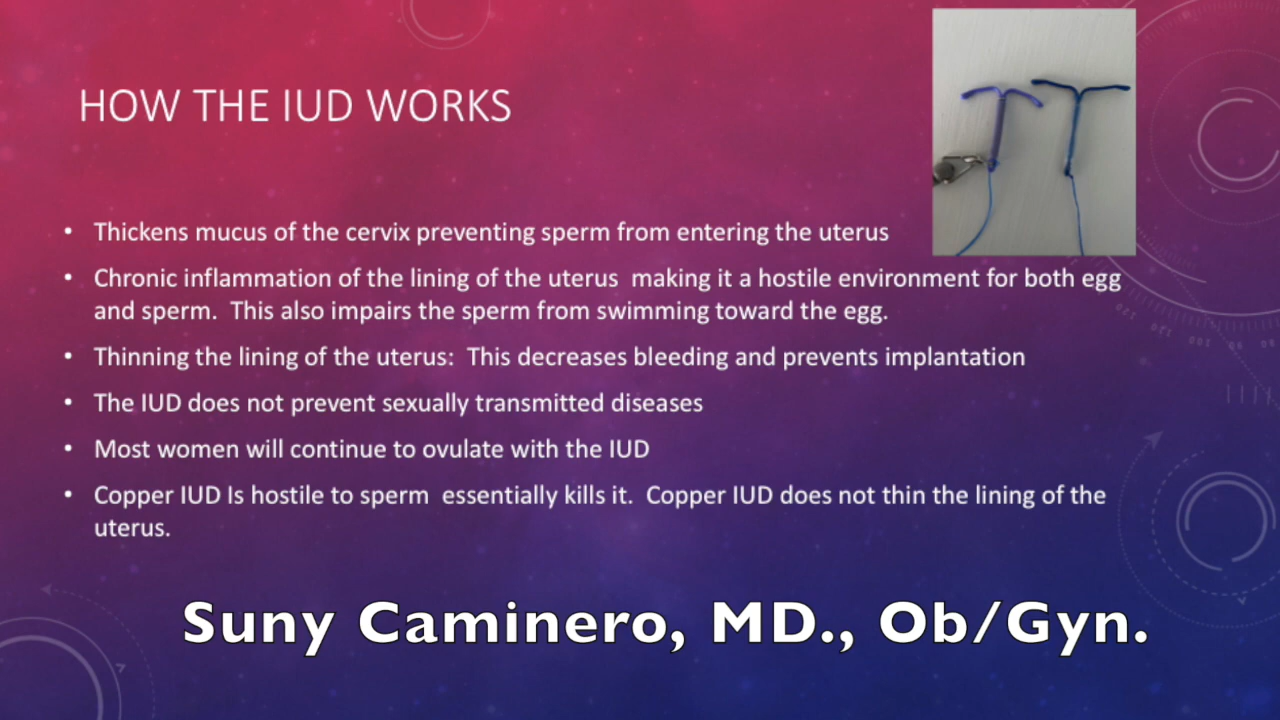 HOW THE IUD WORKS
• Thickens mucus of the cervix preventing sperm from entering the uterus
• Chronic inflammation of the lining of the uterus  making it a hostile environment for both egg
and sperm.  This also impairs the sperm from swimming toward the egg.
• Thinning the lining of the uterus:  This decreases bleeding and prevents implantation
• The IUD does not prevent sexually transmitted diseases
• Most women will continue to ovulate with the IUD
• Copper IUD Is hostile to sperm  essentially kills it.  Copper IUD does not thin the lining of the
uterus.
Suny Caminero, MD., Ob/Gyn.